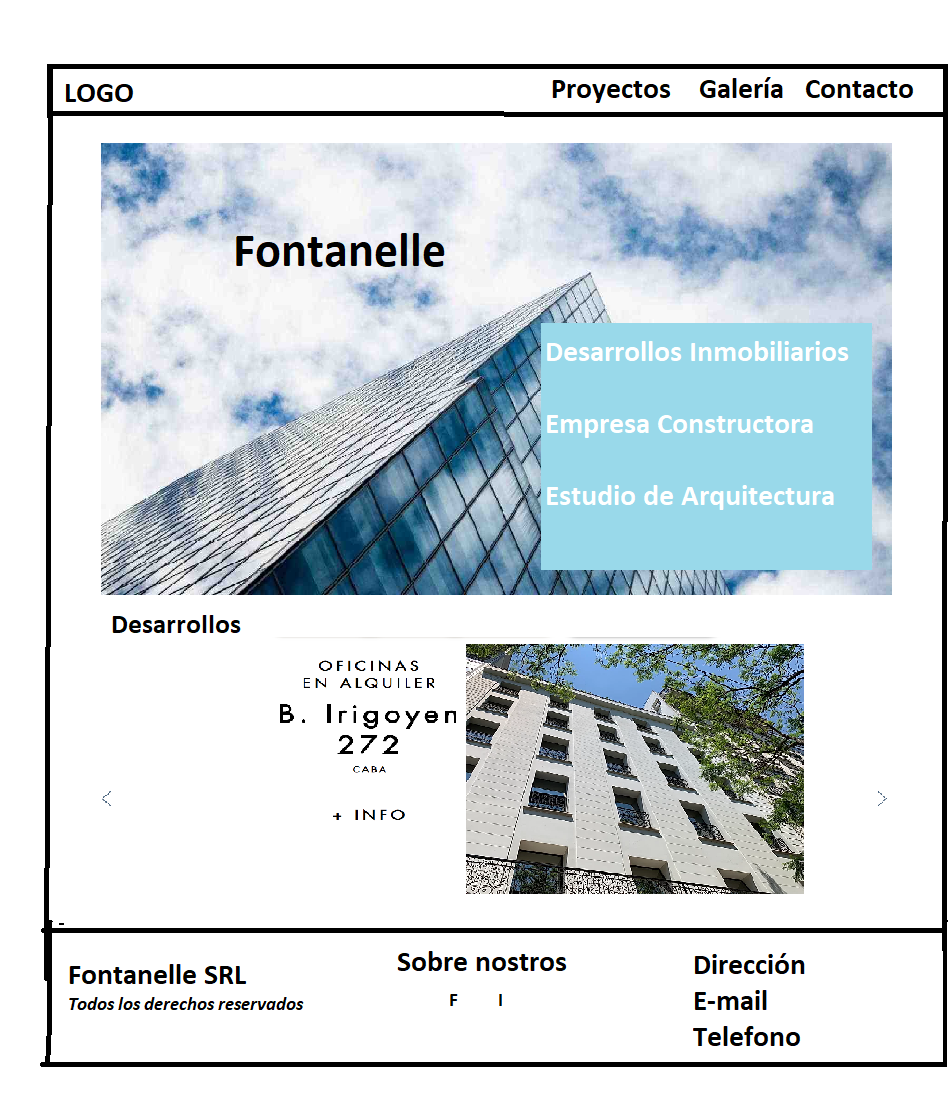 LOGO
Proyectos Galería Contacto
Fontanelle
Desarrollos Inmobiliarios
Empresa Constructora
Estudio de Arquitectura
Desarrollos
OFICINAS
EN ALQUILER
B. Irigoyen
272
CABA
+ INFO
Fontanelle SRL
Todos los derechos reservados
Sobre nostros
F I
Dirección
E-mail
Telefono